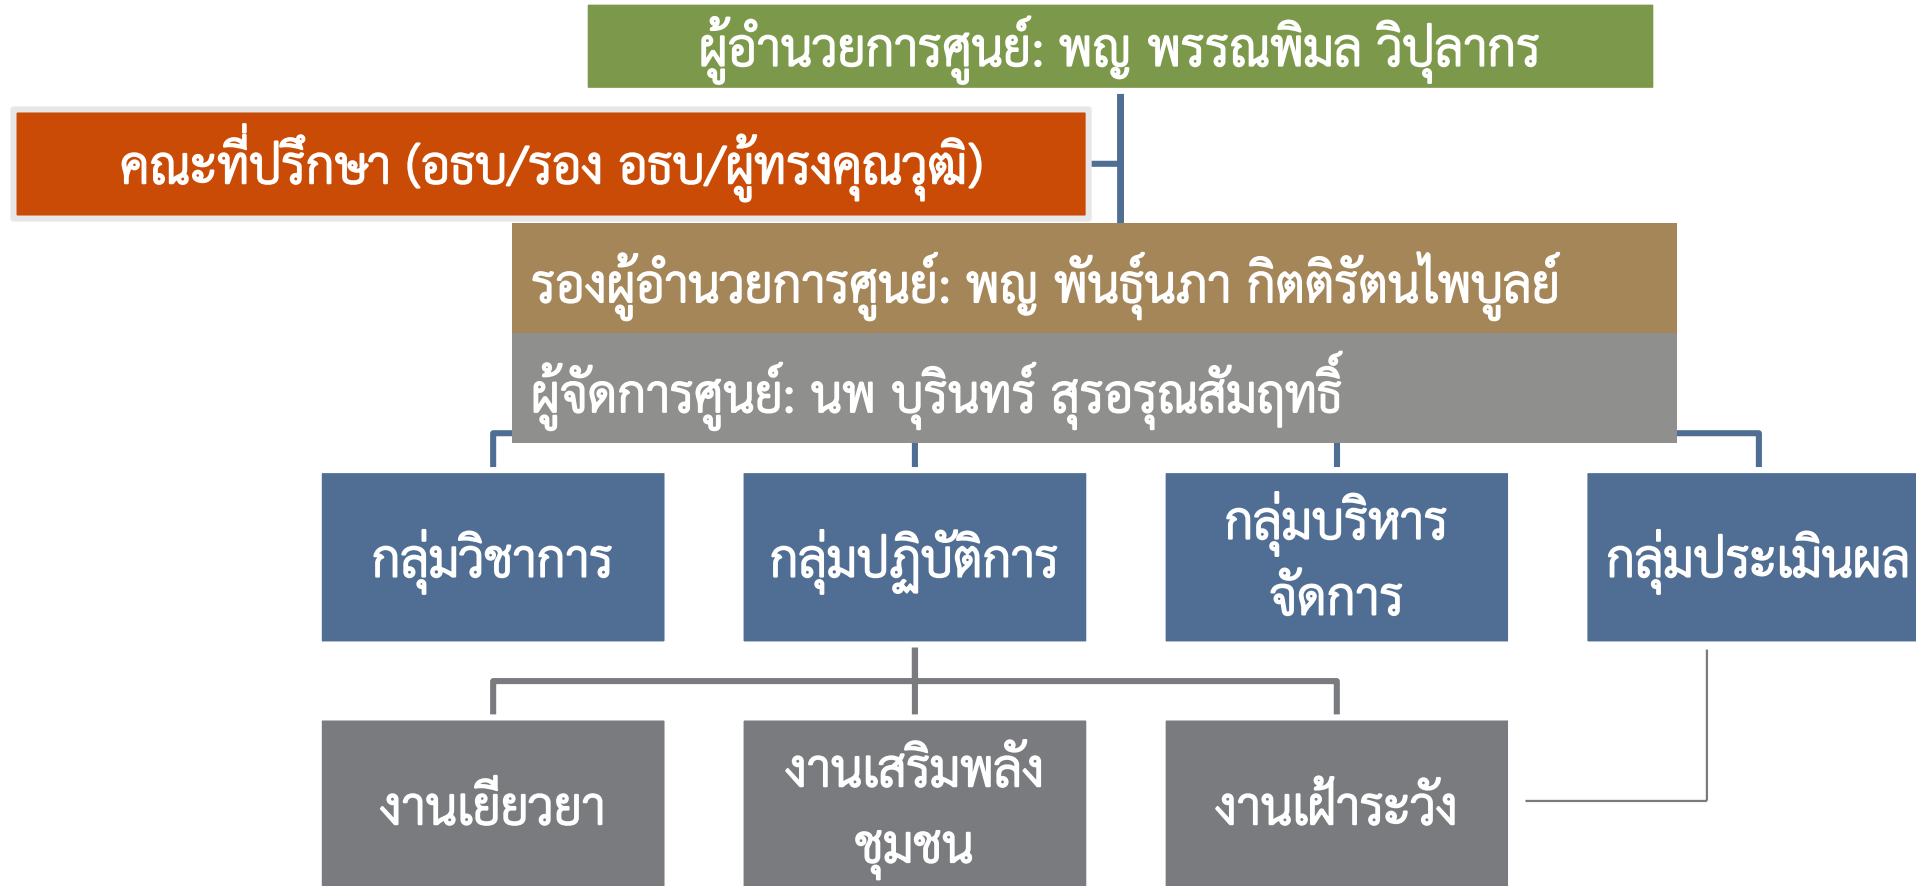 ผู้อำนวยการศูนย์: พญ พรรณพิมล วิปุลากร
คณะที่ปรึกษา (อธบ/รอง อธบ/ผู้ทรงคุณวุฒิ)
รองผู้อำนวยการศูนย์: พญ พันธุ์นภา กิตติรัตนไพบูลย์
ผู้จัดการศูนย์: นพ บุรินทร์ สุรอรุณสัมฤทธิ์
กลุ่มวิชาการ
กลุ่มปฏิบัติการ
กลุ่มบริหาร
จัดการ
กลุ่มประเมินผล
งานเยียวยา
งานเสริมพลัง
ชุมชน
งานเฝ้าระวัง